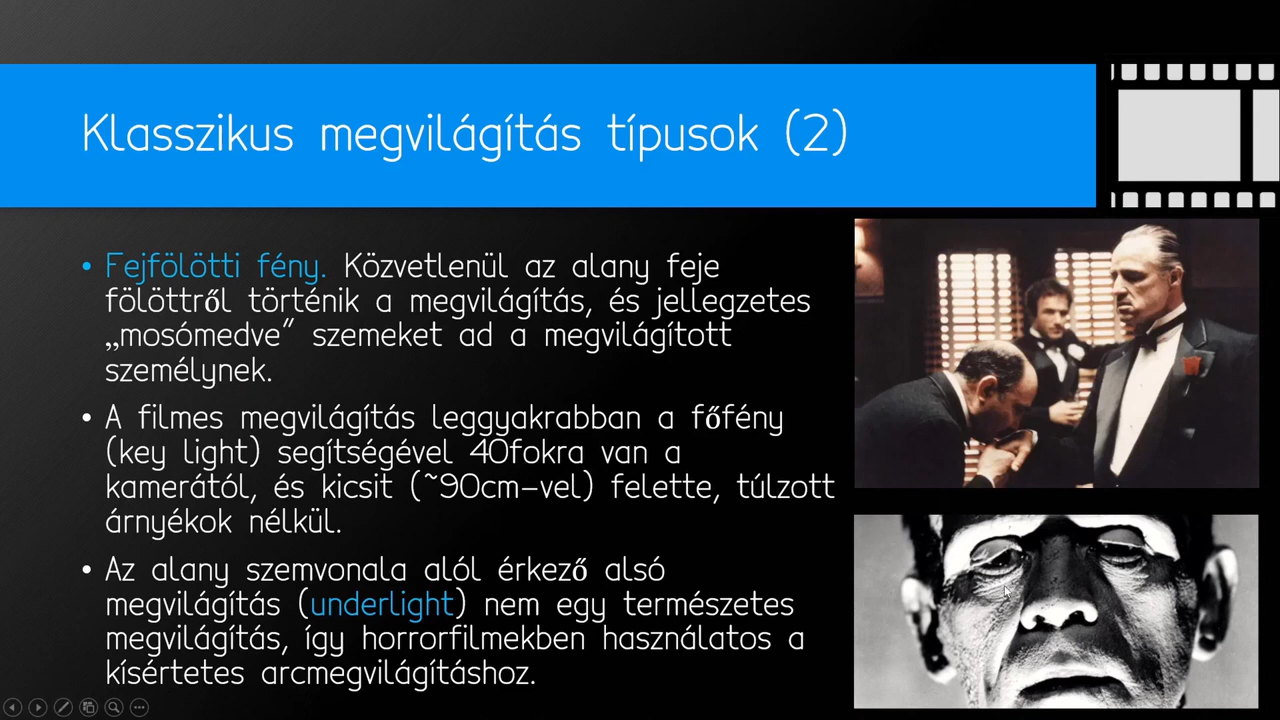 Klasszikus megvilágítás típusok (2)
• Fejfölötti fény. Közvetlenül az alany feje
fölöttről történik a megvilágítás, és jellegzetes
„mosómedve” szemeket ad a megvilágított
személynek.
• A filmes megvilágítás leggyakrabban a főfény
(key light) segítségével 40fokra van a
kamerától, és kicsit (~90cm-vel) felette, túlzott
árnyékok nélkül.
• Az alany szemvonala alól érkező alsó
megvilágítás (underlight) nem egy természetes
megvilágítás, így horrorfilmekben használatos a
kísértetes arcmegvilágításhoz.